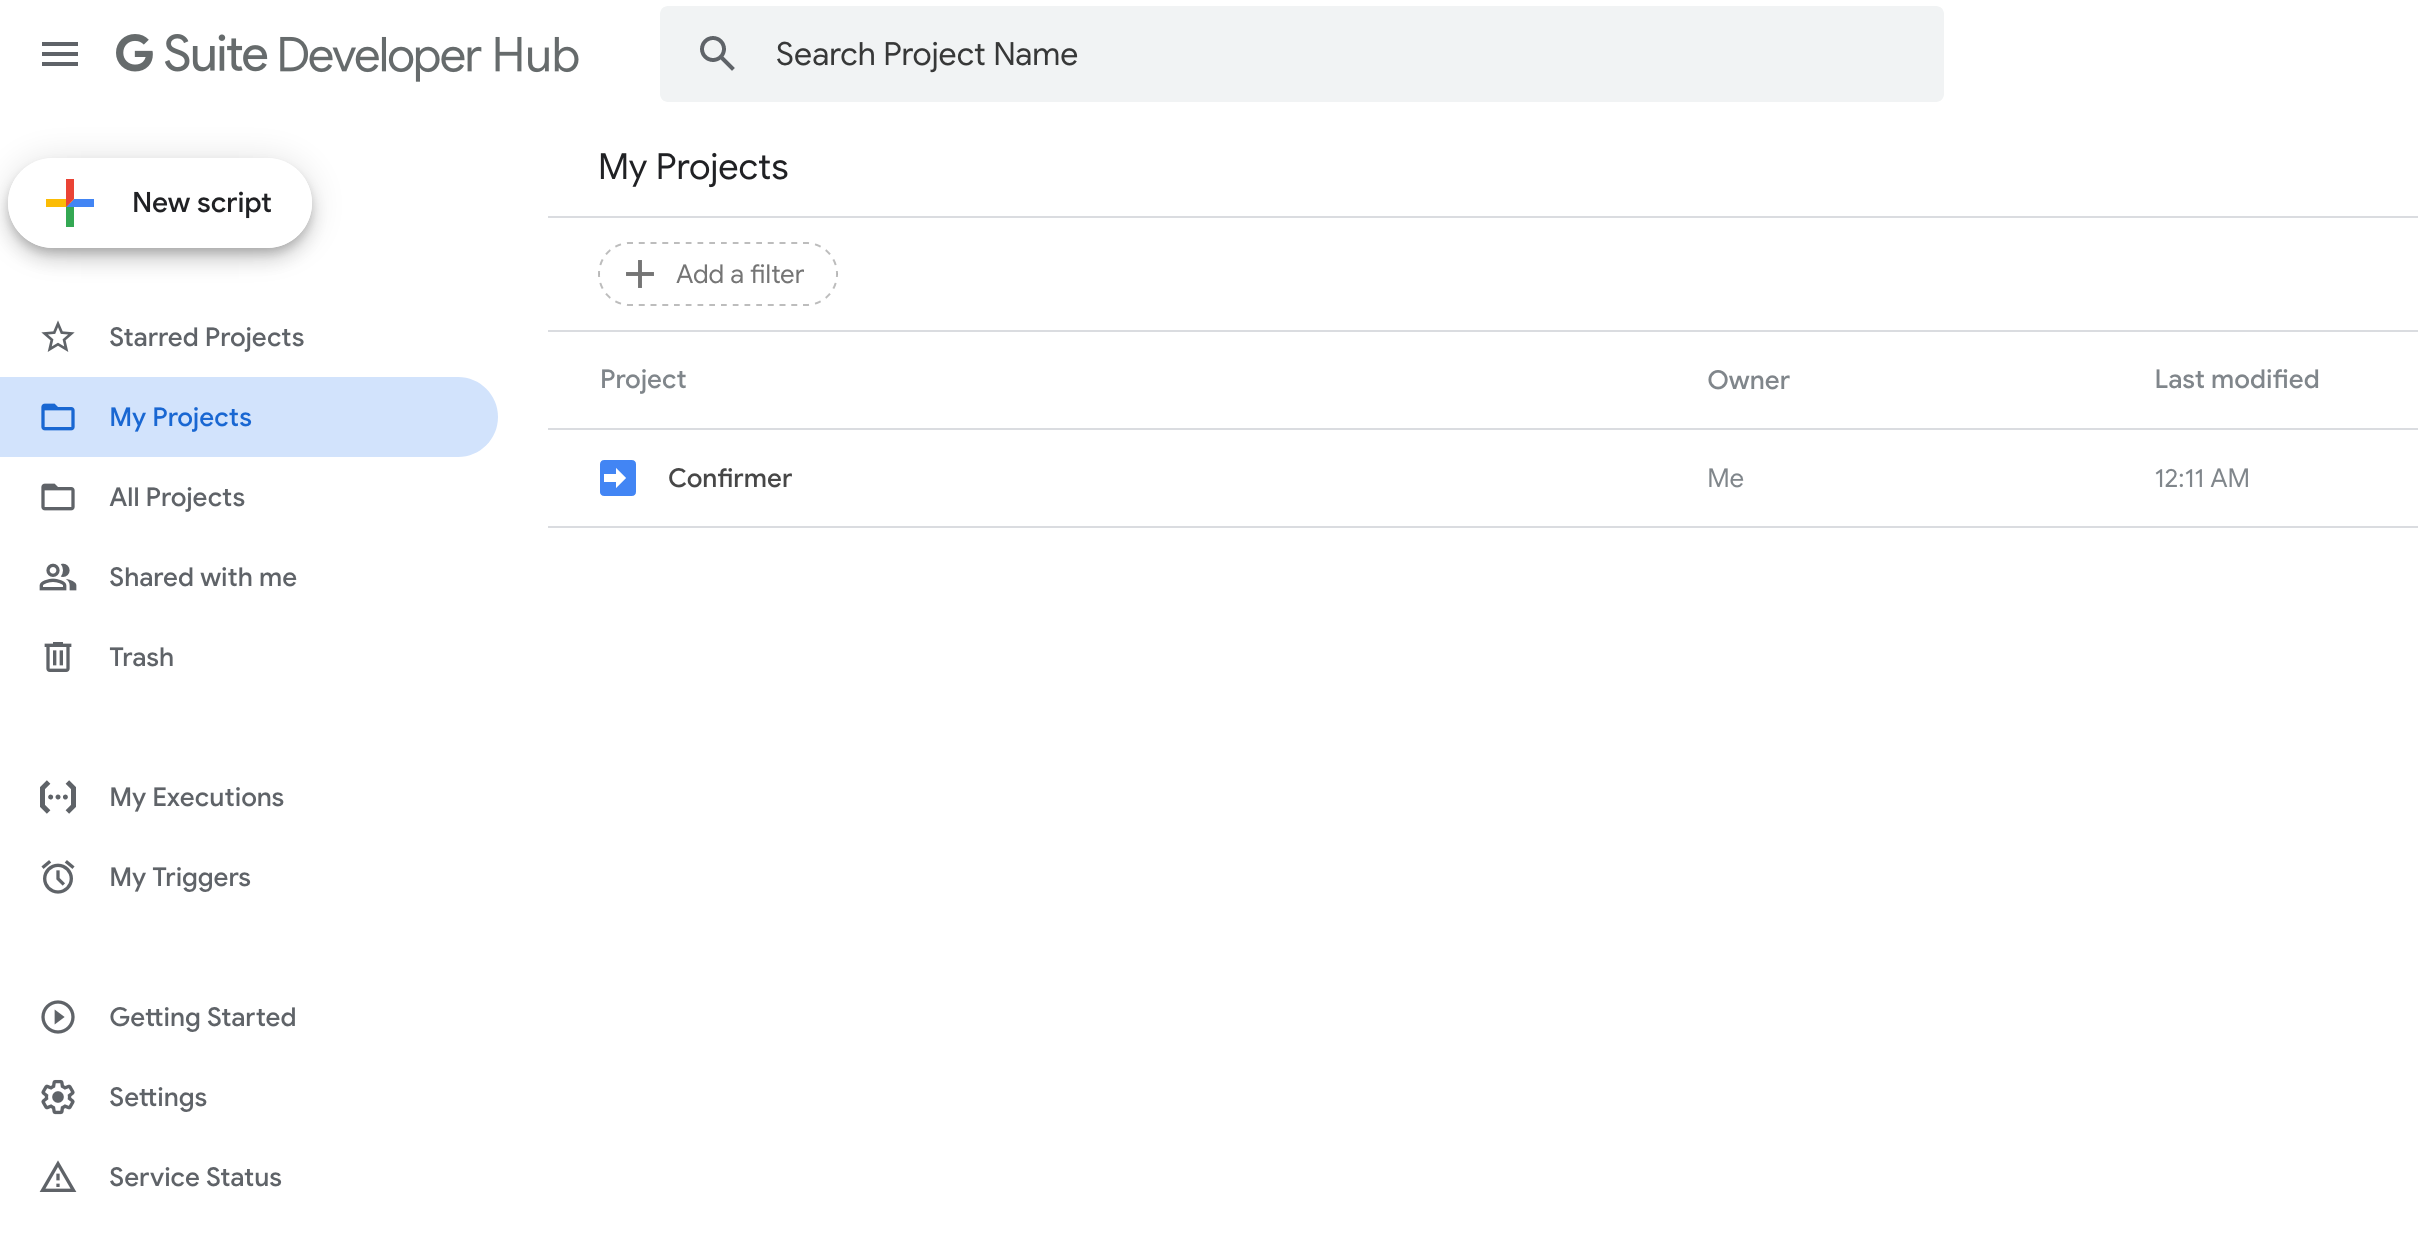 G Suite Developer Hub
Search Project Name
New script
Starred Projects
My Projects
All Projects
Shared with me
Trash
My Executions
My Triggers
Getting Started
Settings
Service Status
My Projects
Add a filter
Project Owner Last modified
Confirmer Me 12:11 AM